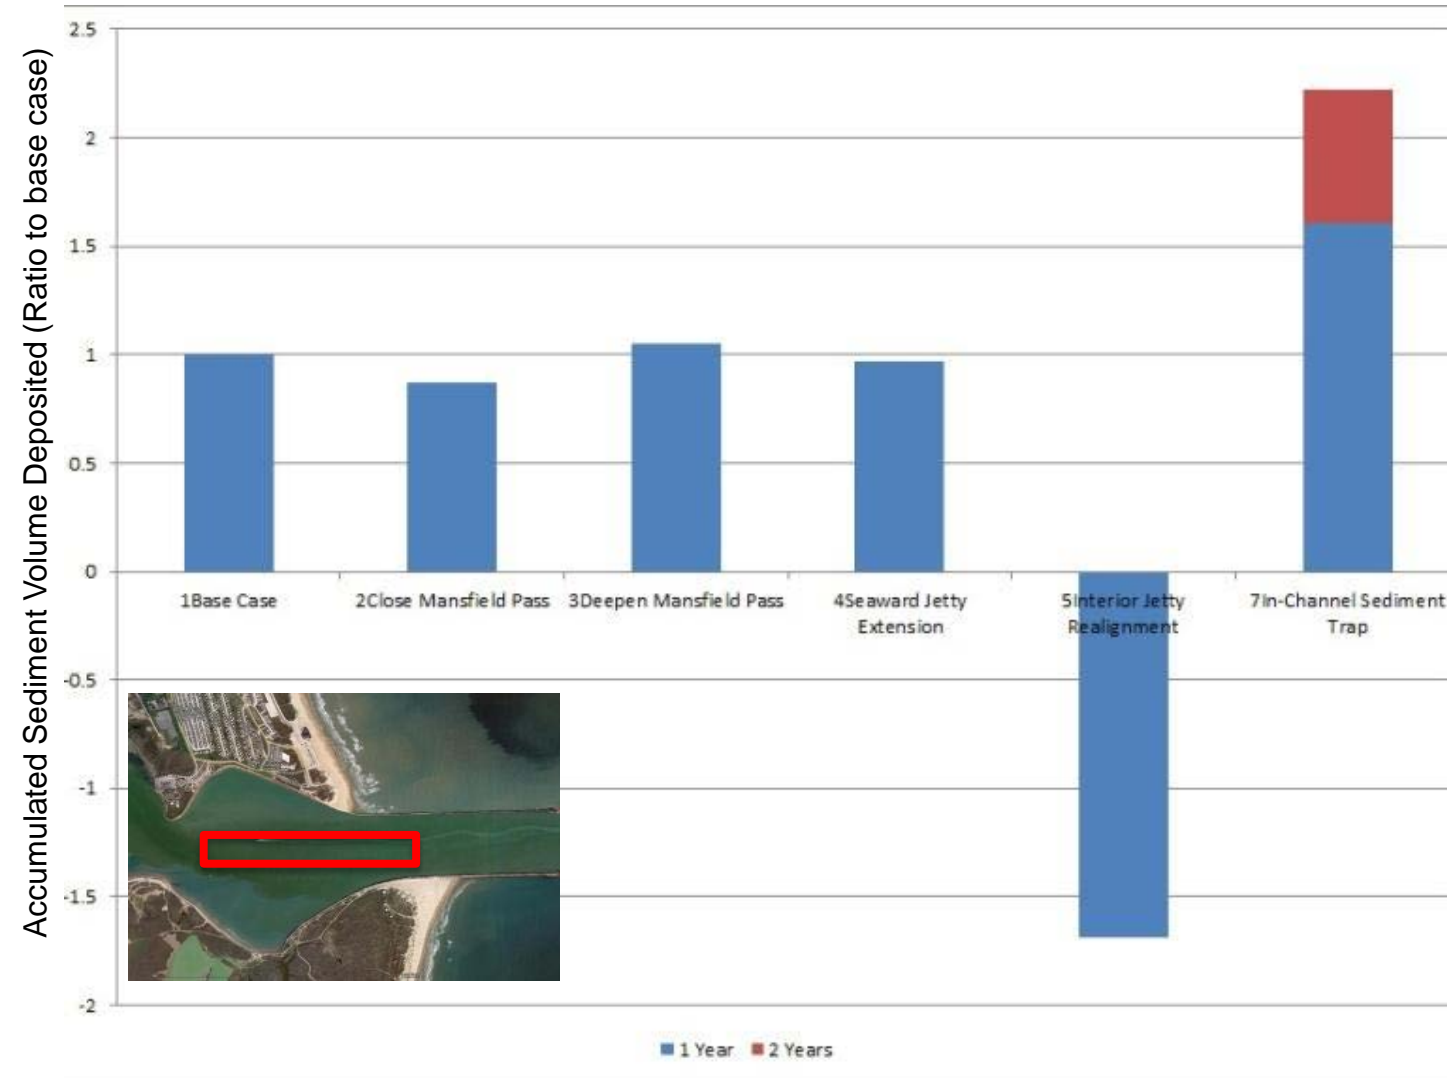 Accumulated Sediment Volume Deposited (Ratio to base case)
2.5
2
1.5
1
0.5
0
-0.5
-1
-1.5
-2
1Base Case
2Close Mansfield Pass
3Deepen Mansfield Pass
4Seaward Jetty
Extension
5Interior Jetty
Realignment
7In-Channel Sediment
Trap
1 Year
2 Years